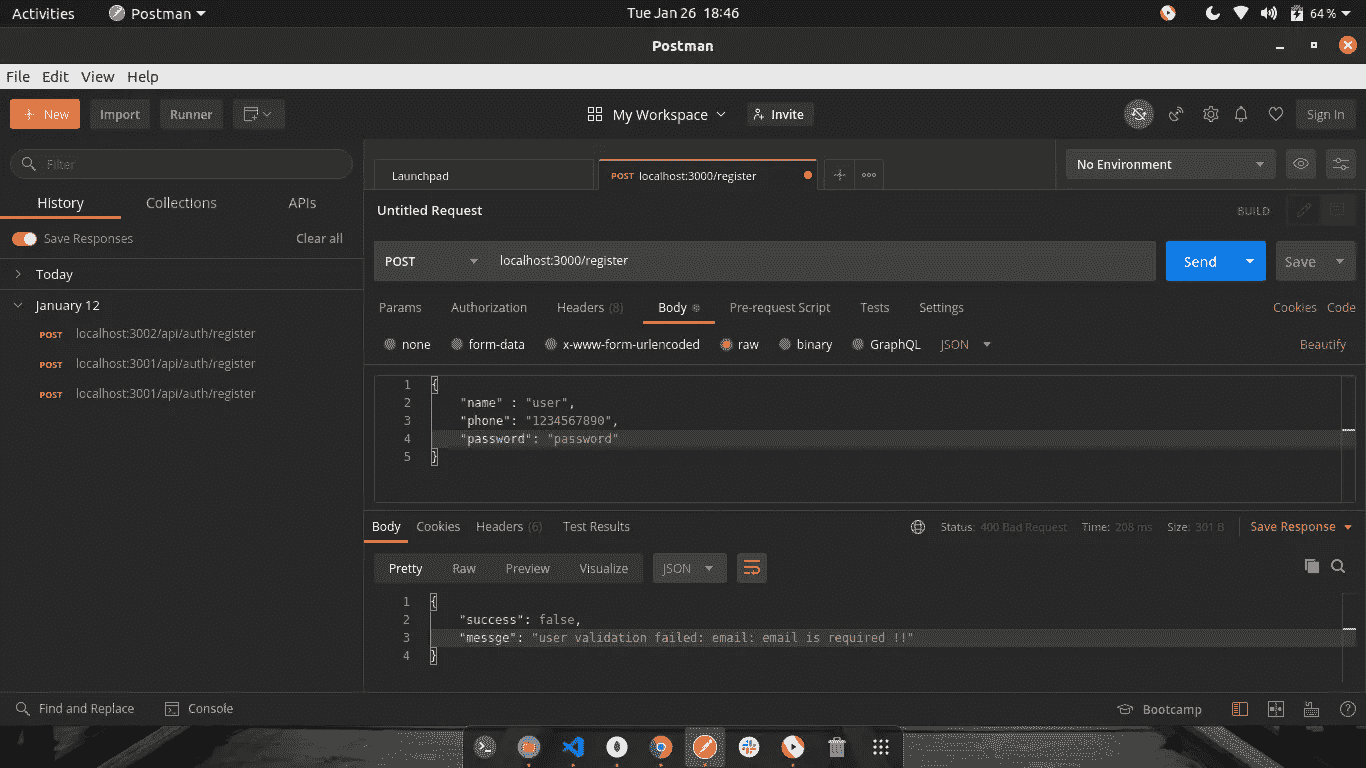 Activities Postman Tue Jan 26 18:46 64 %
Postman
File Edit View Help
New Import Runner My Workspace Invite Sign In
Filter
Launchpad POST localhost:3000/register No Environment
History Collections APIs
Untitled Request BUILD
Save Responses Clear all
POST localhost:3000/register Send Save
Today
January 12
Params Authorization Headers (8) Body Pre-request Script Tests Settings Cookies Code
POST localhost:3002/api/auth/register
POST localhost:3001/api/auth/register
POST localhost:3001/api/auth/register
none form-data x-www-form-urlencoded raw binary GraphQL JSON Beautify
1 {
2 "name" : "user",
3 "phone": "1234567890",
4 "password": "password"
5 }
Body Cookies Headers (6) Test Results Status: 400 Bad Request Time: 208 ms Size: 301 B Save Response
Pretty Raw Preview Visualize JSON
1 {
2 "success": false,
3 "messge": "user validation failed: email: email is required !!"
4 }
Find and Replace Console Bootcamp